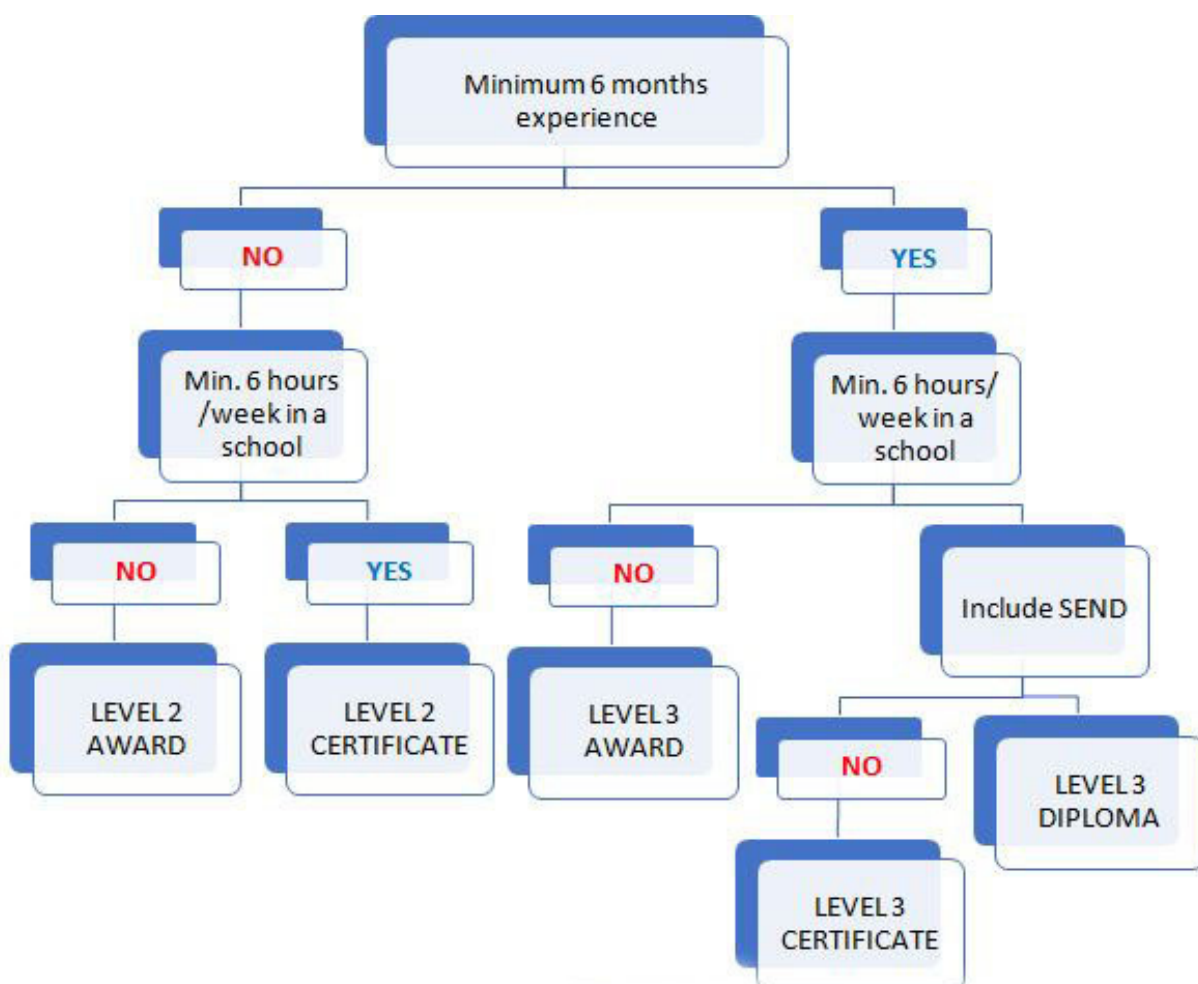 Minimum 6 months
experience
NO
YES
Min. 6 hours
/week in a
school
Min. 6 hours/
week in a
school
NO
YES
NO
Include SEND
LEVEL 2
AWARD
LEVEL 2
CERTIFICATE
LEVEL 3
AWARD
NO
LEVEL 3
DIPLOMA
LEVEL 3
CERTIFICATE